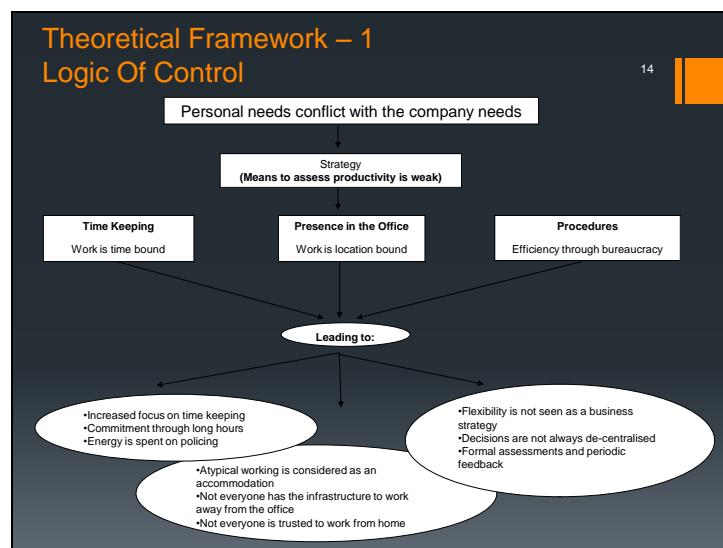 Theoretical Framework – 1
Logic Of Control
14
Personal needs conflict with the company needs
Strategy
(Means to assess productivity is weak)
Time Keeping
Work is time bound
Presence in the Office
Work is location bound
Procedures
Efficiency through bureaucracy
Leading to:
•Increased focus on time keeping
•Commitment through long hours
•Energy is spent on policing
•Atypical working is considered as an
accommodation
•Not everyone has the infrastructure to work
away from the office
•Not everyone is trusted to work from home
•Flexibility is not seen as a business
strategy
•Decisions are not always de-centralised
•Formal assessments and periodic
feedback